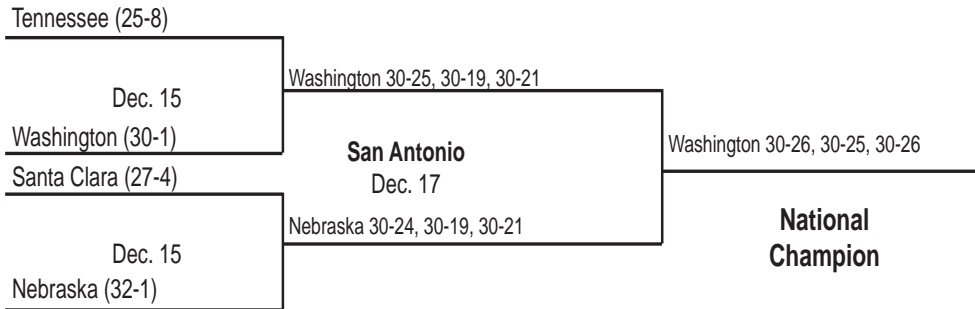 Tennessee (25-8)
Dec. 15
Washington (30-1)
Washington 30-25, 30-19, 30-21
Santa Clara (27-4)
Dec. 15
Nebraska (32-1)
Nebraska 30-24, 30-19, 30-21
San Antonio
Dec. 17
Washington 30-26, 30-25, 30-26
National
Champion